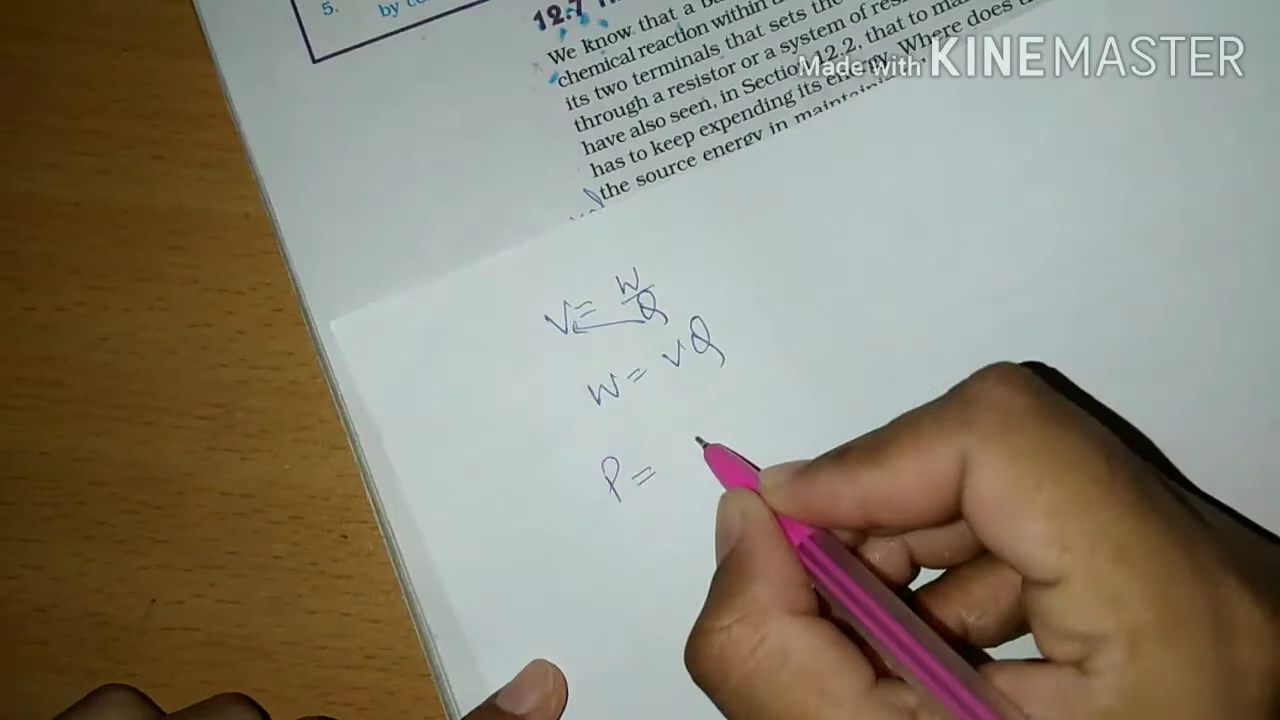 5.
by
12.7
We know that a
chemical reaction within
its two terminals that sets the
through a resistor or a system of
have also seen, in Section 12.2, that to
has to keep expending its energy. Where does
the source energy in
Made with KINEMASTER
V = W/Q
W = VQ
P =